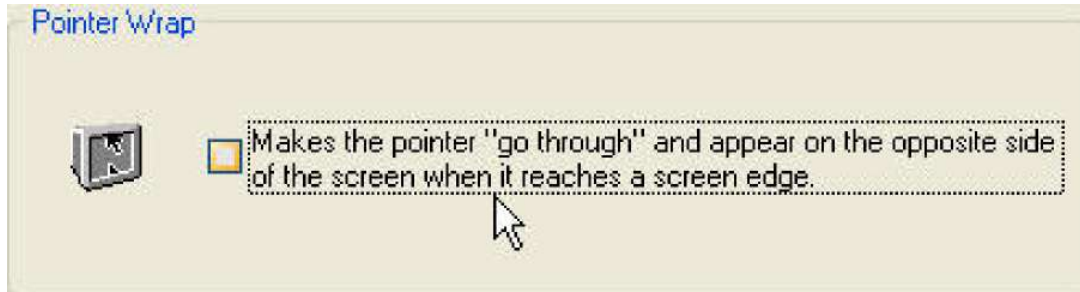 Pointer Wrap
Makes the pointer "go through" and appear on the opposite side
of the screen when it reaches a screen edge.